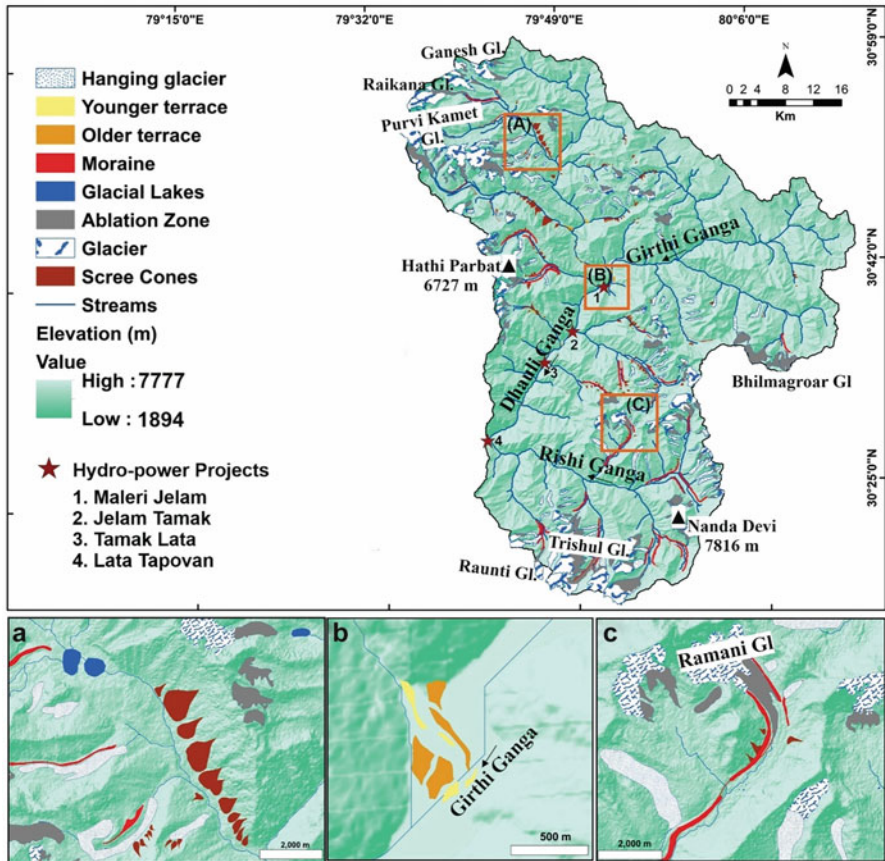 79°15'0"E
79°32'0"E
79°49'0"E
80°6'0"E
30°59'0"N
30°42'0"N
30°25'0"N
Hanging glacier
Younger terrace
Older terrace
Moraine
Glacial Lakes
Ablation Zone
Glacier
Scree Cones
Streams
Elevation (m)
Value
High : 7777
Low : 1894
Hydro-power Projects
1. Maleri Jelam
2. Jelam Tamak
3. Tamak Lata
4. Lata Tapovan
N
0 2 4 8 12 16
Km
Ganesh Gl.
Raikana Gl.
Purvi Kamet
Gl.
(A)
Girthi Ganga
Hathi Parbat
6727 m
(B)
1
2
Dhauli Ganga
3
Bhilmagroar Gl
(C)
4
Rishi Ganga
Nanda Devi
7816 m
Trishul Gl.
Raunti Gl.
a
2,000 m
b
Girthi Ganga
500 m
c
Ramani Gl
2,000 m